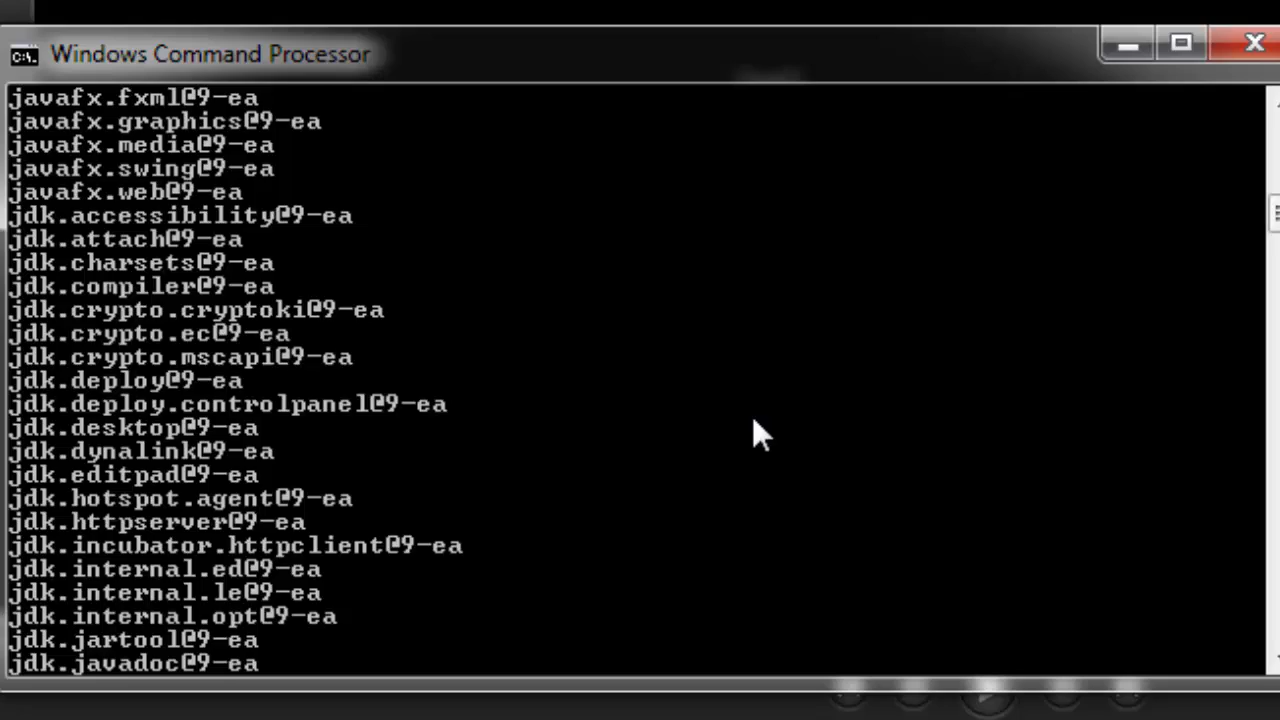 Windows Command Processor
javafx.fxml@9-ea
javafx.graphics@9-ea
javafx.media@9-ea
javafx.swing@9-ea
javafx.web@9-ea
jdk.accessibility@9-ea
jdk.attach@9-ea
jdk.charsets@9-ea
jdk.compiler@9-ea
jdk.crypto.cryptoki@9-ea
jdk.crypto.ec@9-ea
jdk.crypto.mscapi@9-ea
jdk.deploy@9-ea
jdk.deploy.controlpanel@9-ea
jdk.desktop@9-ea
jdk.dynalink@9-ea
jdk.editpad@9-ea
jdk.hotspot.agent@9-ea
jdk.httpserver@9-ea
jdk.incubator.httpclient@9-ea
jdk.internal.ed@9-ea
jdk.internal.le@9-ea
jdk.internal.opt@9-ea
jdk.jartool@9-ea
jdk.javadoc@9-ea